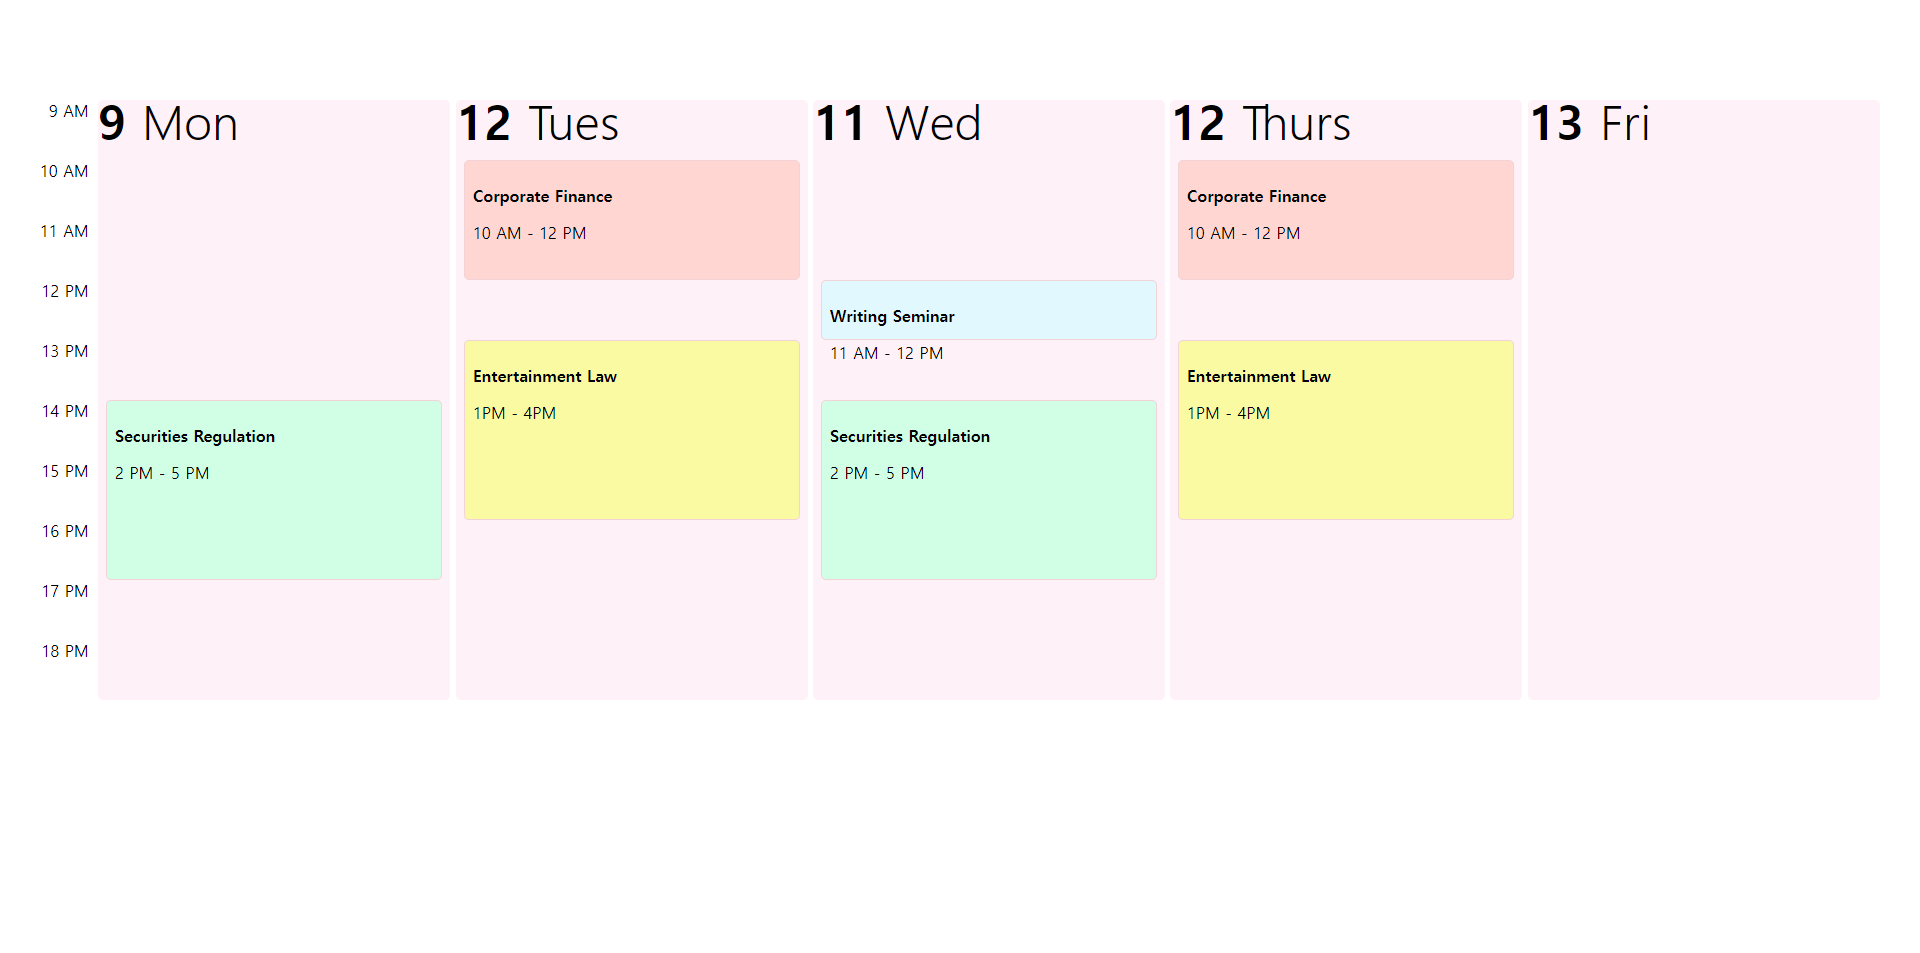 9 AM
10 AM
11 AM
12 PM
13 PM
14 PM
15 PM
16 PM
17 PM
18 PM
9 Mon
Securities Regulation
2 PM - 5 PM
12 Tues
Corporate Finance
10 AM - 12 PM
Entertainment Law
1PM - 4PM
11 Wed
Writing Seminar
11 AM - 12 PM
Securities Regulation
2 PM - 5 PM
12 Thurs
Corporate Finance
10 AM - 12 PM
Entertainment Law
1PM - 4PM
13 Fri